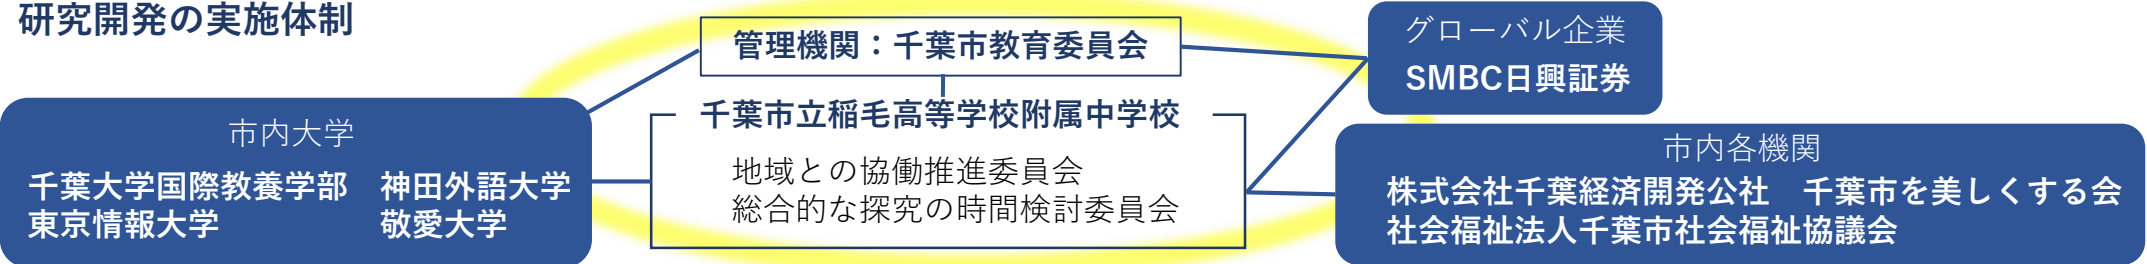 研究開発の実施体制
管理機関：千葉市教育委員会
千葉市立稲毛高等学校附属中学校
地域との協働推進委員会
総合的な探究の時間検討委員会
市内大学
千葉大学国際教養学部　神田外語大学
東京情報大学　敬愛大学
グローバル企業
SMBC日興証券
市内各機関
株式会社千葉経済開発公社　千葉市を美しくする会
社会福祉法人千葉市社会福祉協議会